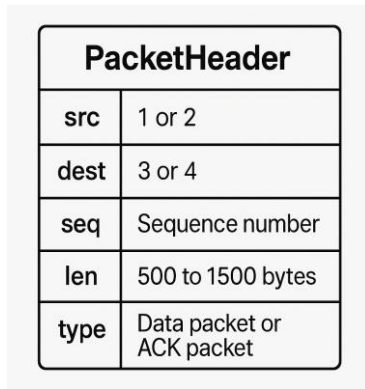 PacketHeader
src 1 or 2
dest 3 or 4
seq Sequence number
len 500 to 1500 bytes
type Data packet or
ACK packet